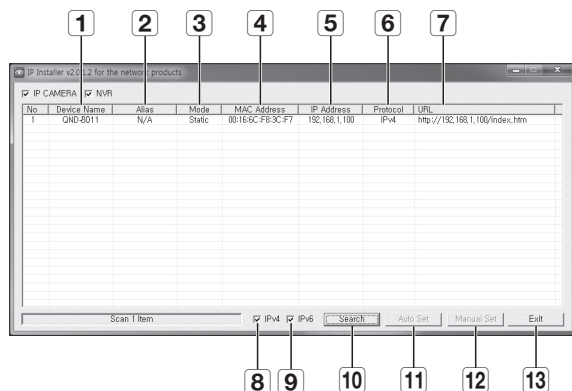 1 2 3 4 5 6 7
IP Installer v2.0.1.2 for the network products
IP CAMERA NVR
No Device Name Alias Mode MAC Address IP Address Protocol URL
1 QND-8011 N/A Static 00:16:6C:F8:3C:F7 192,168,1,100 IPv4 http://192,168,1,100/index,htm
Scan 1 Item IPv4 IPv6 Search Auto Set Manual Set Exit
8 9 10 11 12 13